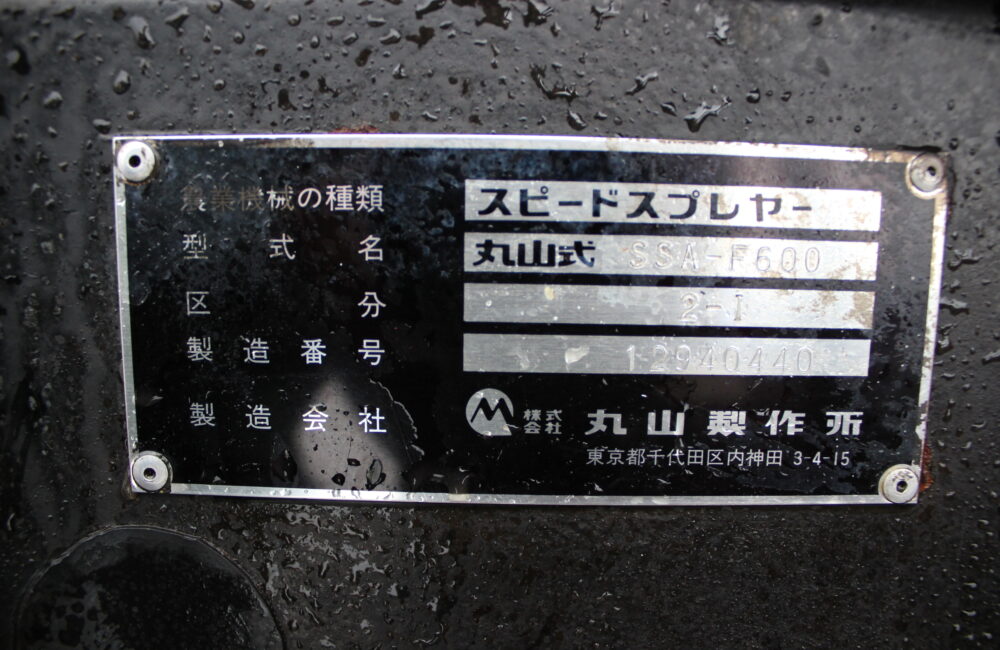 農業機械の種類 スピードスプレヤー
型式名 丸山式 SSA-F600
区分 2-I
製造番号 12940440
製造会社 株式会社 丸山製作所
東京都千代田区内神田 3-4-15